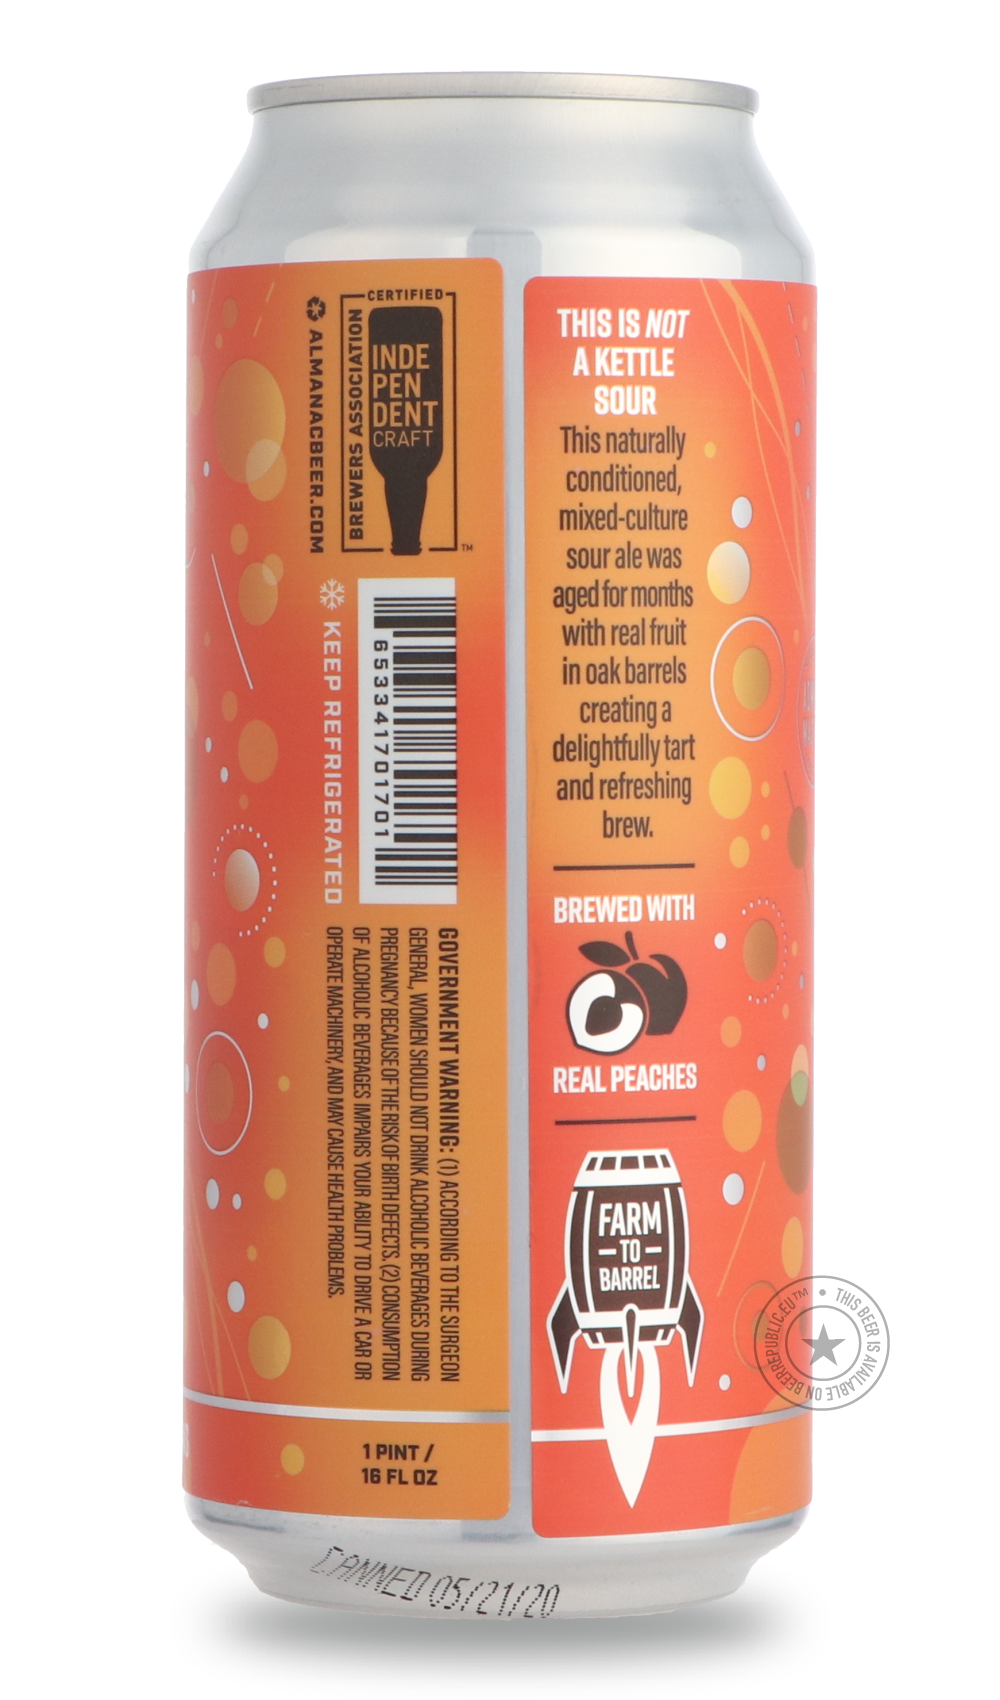 CERTIFIED
BREWERS ASSOCIATION
INDE
PEN
DENT
CRAFT
TM
ALMANACBEER.COM
KEEP REFRIGERATED
653341701701
GOVERNMENT WARNING: (1) ACCORDING TO THE SURGEON
GENERAL, WOMEN SHOULD NOT DRINK ALCOHOLIC BEVERAGES DURING
PREGNANCY BECAUSE OF THE RISK OF BIRTH DEFECTS. (2) CONSUMPTION
OF ALCOHOLIC BEVERAGES IMPAIRS YOUR ABILITY TO DRIVE A CAR OR
OPERATE MACHINERY, AND MAY CAUSE HEALTH PROBLEMS.
1 PINT /
16 FL OZ
CANNED 05/21/20
THIS IS NOT
A KETTLE
SOUR
This naturally
conditioned,
mixed-culture
sour ale was
aged for months
with real fruit
in oak barrels
creating a
delightfully tart
and refreshing
brew.
BREWED WITH
REAL PEACHES
FARM
TO
BARREL
THIS BEER IS AVAILABLE ON BEERREPUBLIC.EU™